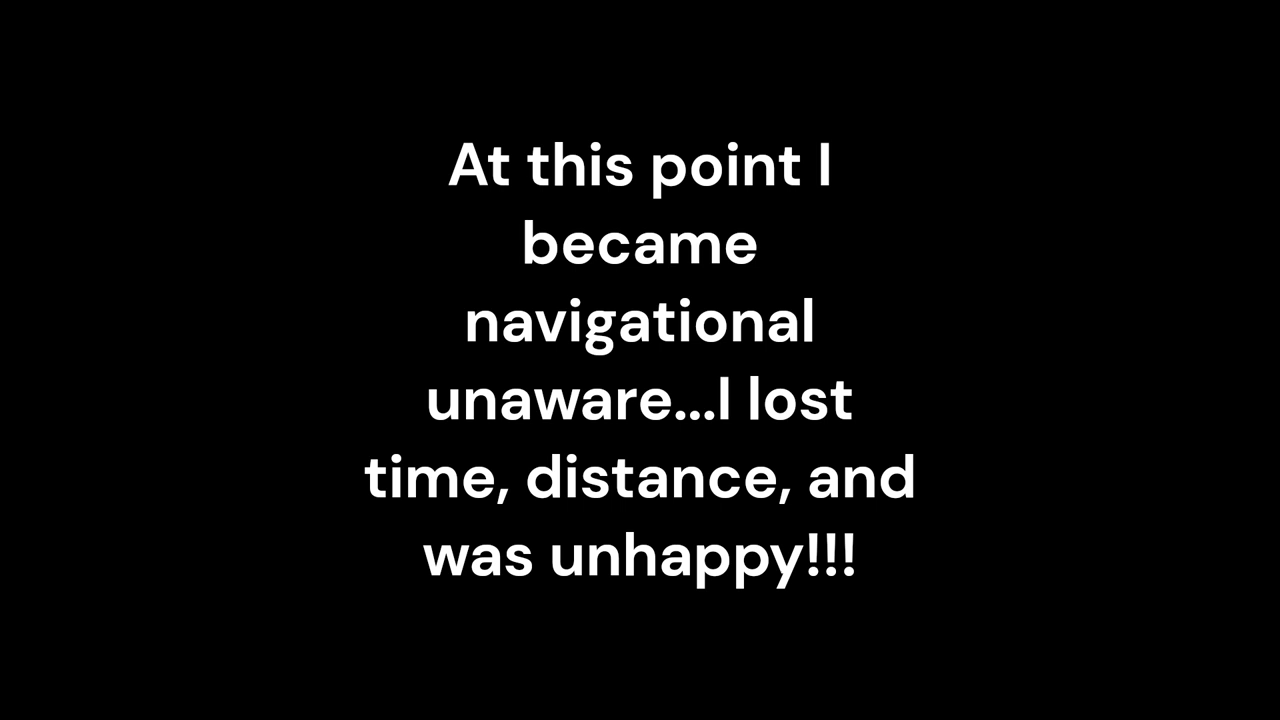 At this point I
became
navigational
unaware...I lost
time, distance, and
was unhappy!!!